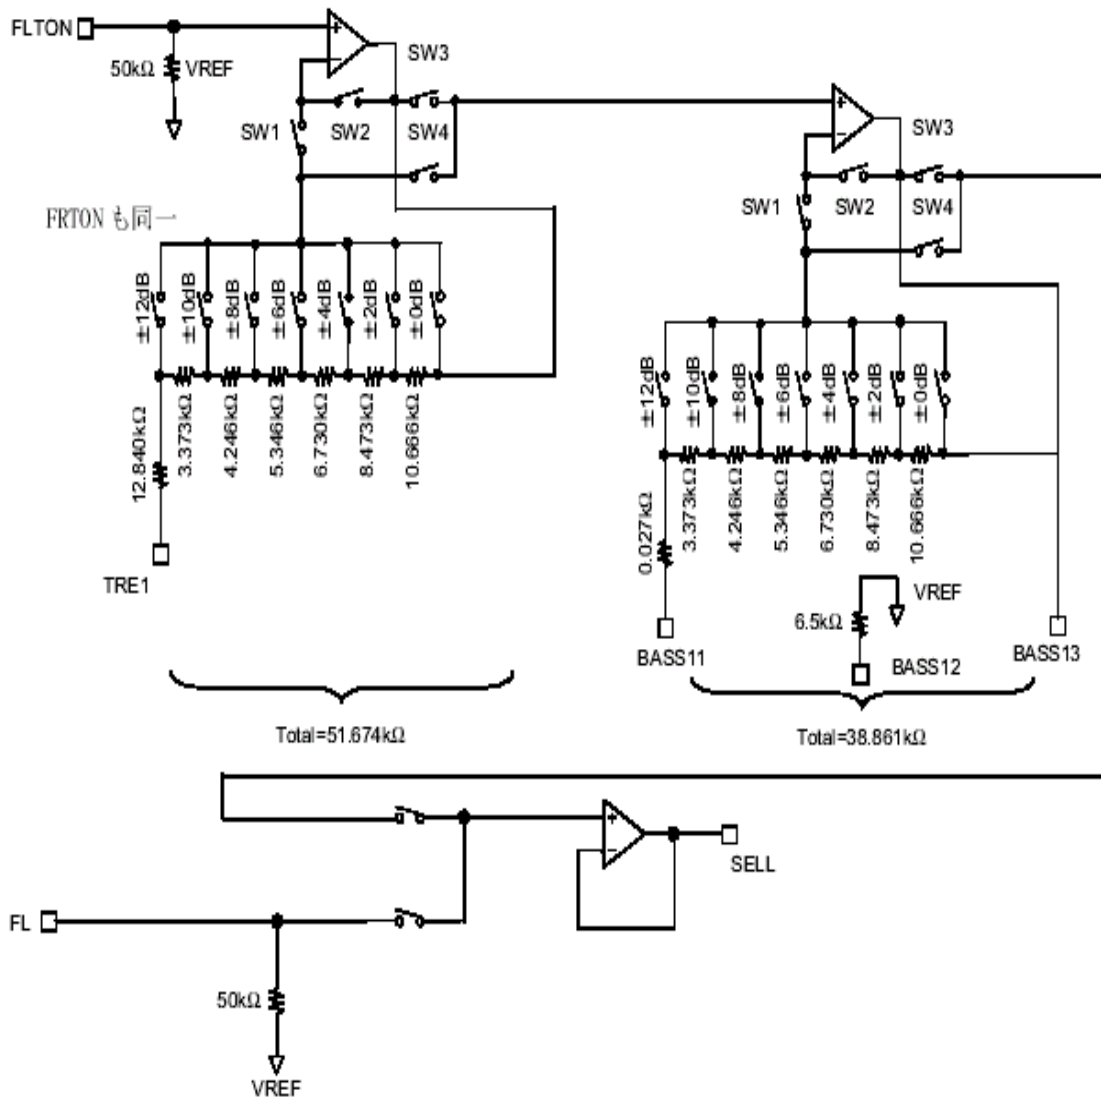 FLTON
50kΩ
VREF
SW3
SW1
SW2
SW4
FRTON も同一
±12dB
±10dB
±8dB
±6dB
±4dB
±2dB
±0dB
12.840kΩ
3.373kΩ
4.246kΩ
5.346kΩ
6.730kΩ
8.473kΩ
10.666kΩ
TRE1
Total=51.674kΩ
SW3
SW1
SW2
SW4
±12dB
±10dB
±8dB
±6dB
±4dB
±2dB
±0dB
0.027kΩ
3.373kΩ
4.246kΩ
5.346kΩ
6.730kΩ
8.473kΩ
10.666kΩ
VREF
6.5kΩ
BASS11
BASS12
BASS13
Total=38.861kΩ
SELL
FL
50kΩ
VREF